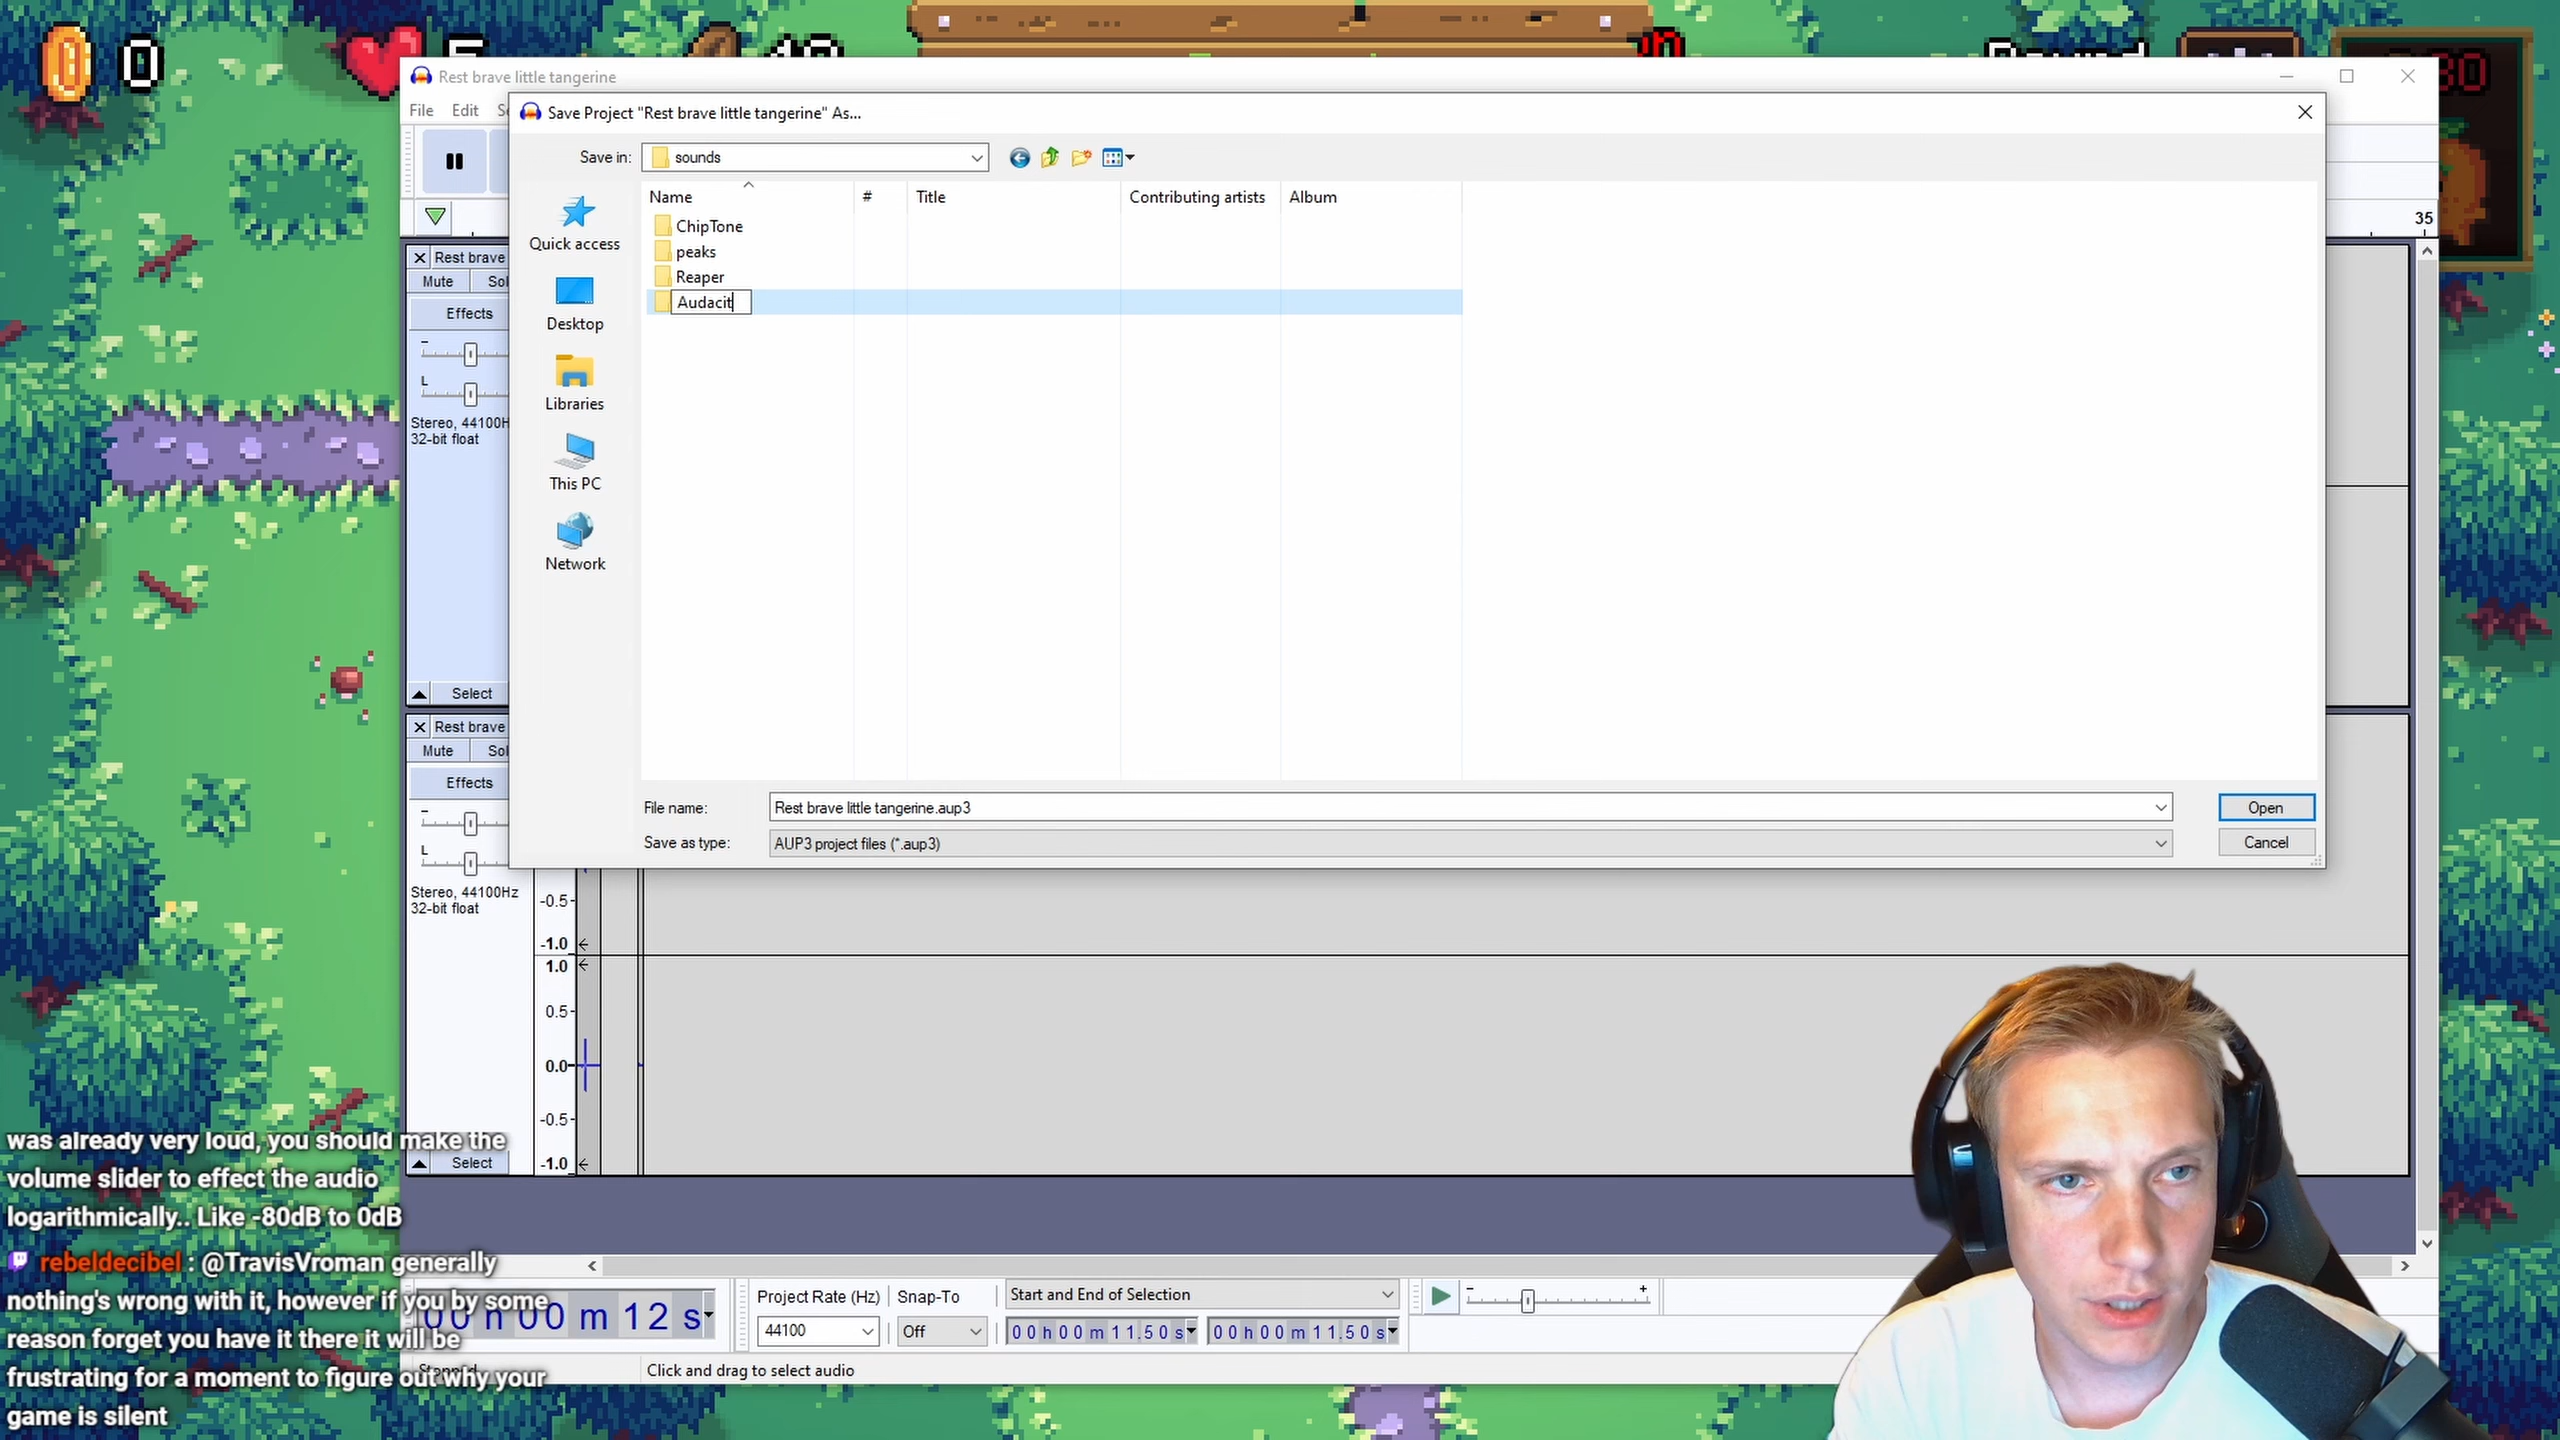 0
5
Rest brave little tangerine
File Edit
Save Project "Rest brave little tangerine" As...
Save in: sounds
Name # Title Contributing artists Album
ChipTone
peaks
Reaper
Audacit
Quick access
Desktop
Libraries
This PC
Network
File name: Rest brave little tangerine.aup3 Open
Save as type: AUP3 project files (*.aup3) Cancel
35
Rest brave
Mute
Effects
L
Stereo, 44100H
32-bit float
Select
Rest brave
Mute
Effects
L
Stereo, 44100Hz
32-bit float
-0.5
-1.0
1.0
0.5
0.0
-0.5
-1.0
Select
was already very loud, you should make the
volume slider to effect the audio
logarithmically.. Like -80dB to 0dB
rebeldecibel : @TravisVroman generally
nothing's wrong with it, however if you by some
reason forget you have it there it will be
frustrating for a moment to figure out why your
game is silent
00 h 00 m 12 s
Project Rate (Hz) Snap-To Start and End of Selection
44100 Off 00 h 00 m 11.50 s 00 h 00 m 11.50 s
Stopped. Click and drag to select audio